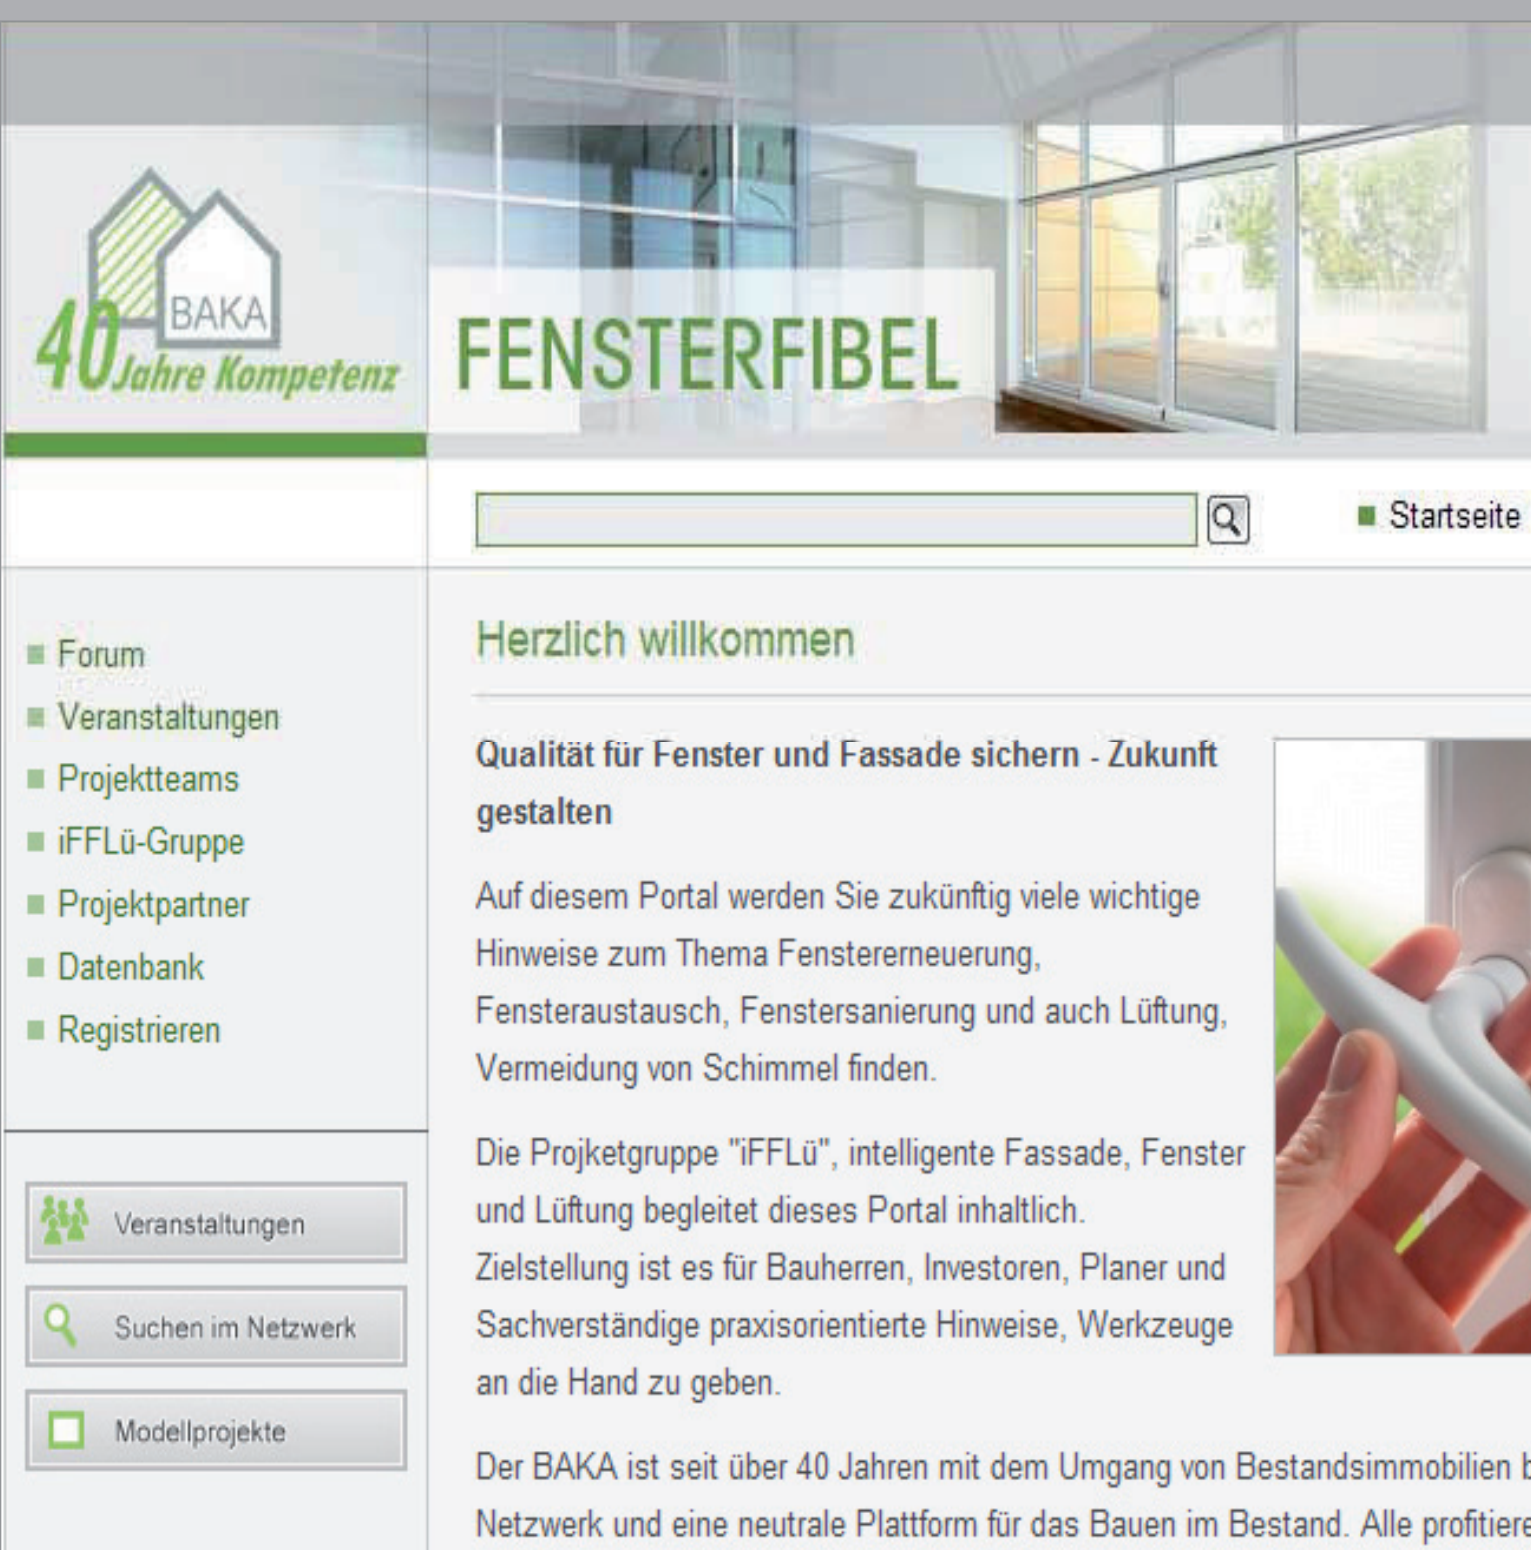 BAKA
40 Jahre Kompetenz
FENSTERFIBEL
Startseite
Forum
Veranstaltungen
Projektteams
iFFLü-Gruppe
Projektpartner
Datenbank
Registrieren
Veranstaltungen
Suchen im Netzwerk
Modellprojekte
Herzlich willkommen
Qualität für Fenster und Fassade sichern - Zukunft
gestalten
Auf diesem Portal werden Sie zukünftig viele wichtige
Hinweise zum Thema Fenstererneuerung,
Fensteraustausch, Fenstersanierung und auch Lüftung,
Vermeidung von Schimmel finden.
Die Projketgruppe "iFFLü", intelligente Fassade, Fenster
und Lüftung begleitet dieses Portal inhaltlich.
Zielstellung ist es für Bauherren, Investoren, Planer und
Sachverständige praxisorientierte Hinweise, Werkzeuge
an die Hand zu geben.
Der BAKA ist seit über 40 Jahren mit dem Umgang von Bestandsimmobilien
Netzwerk und eine neutrale Plattform für das Bauen im Bestand. Alle profitiere